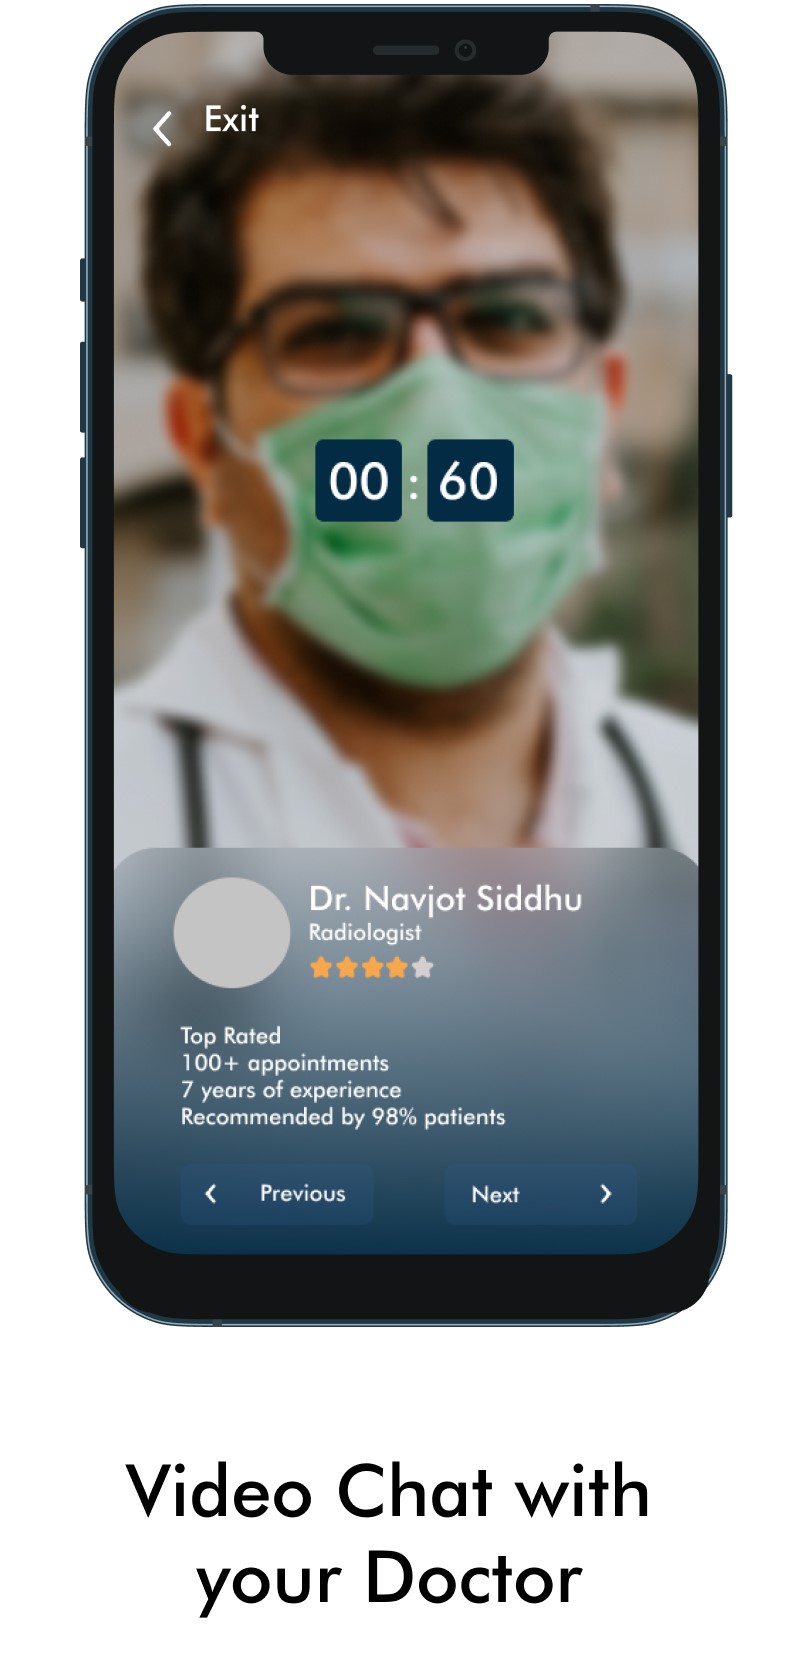 Exit
00 : 60
Dr. Navjot Siddhu
Radiologist
Top Rated
100+ appointments
7 years of experience
Recommended by 98% patients
Previous
Next
Video Chat with
your Doctor